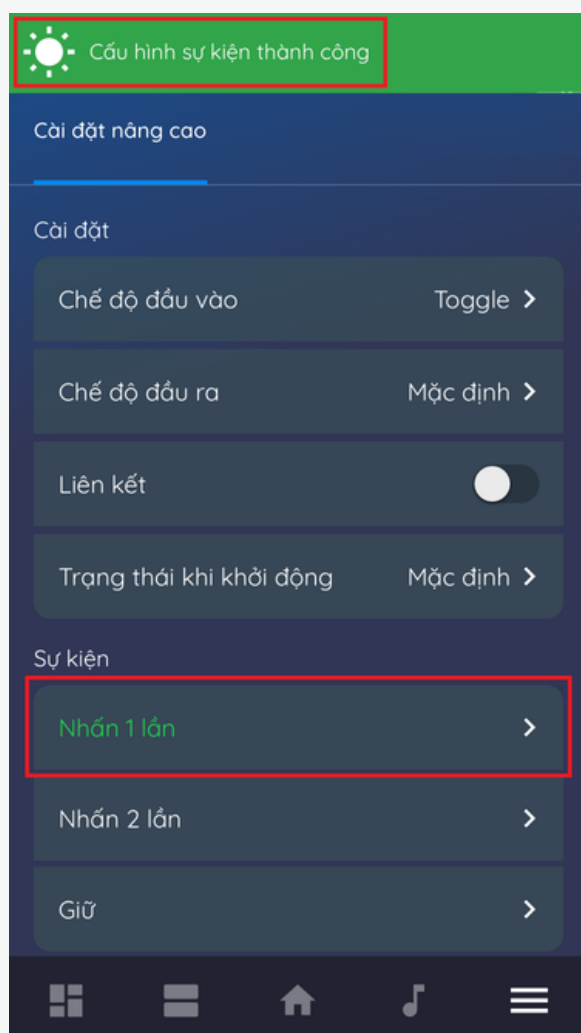 Cấu hình sự kiện thành công
Cài đặt nâng cao
Cài đặt
Chế độ đầu vào Toggle
Chế độ đầu ra Mặc định
Liên kết
Trạng thái khi khởi động Mặc định
Sự kiện
Nhấn 1 lần
Nhấn 2 lần
Giữ